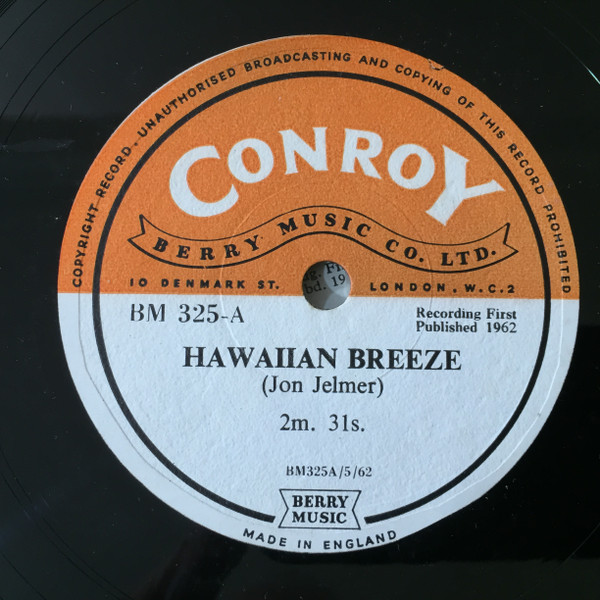 COPYRIGHT RECORD, UNAUTHORISED BROADCASTING AND COPYING OF THIS RECORD PROHIBITED
CONROY
BERRY MUSIC CO. LTD.
10 DENMARK ST. LONDON. W.C.2
BM 325-A
Recording First
Published 1962
HAWAIIAN BREEZE
(Jon Jelmer)
2m. 31s.
BM325A/5/62
BERRY
MUSIC
MADE IN ENGLAND